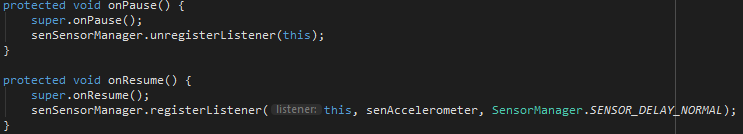 protected void onPause() {
    super.onPause();
    senSensorManager.unregisterListener(this);
}
protected void onResume() {
    super.onResume();
    senSensorManager.registerListener( listener: this, senAccelerometer, SensorManager.SENSOR_DELAY_NORMAL);
}